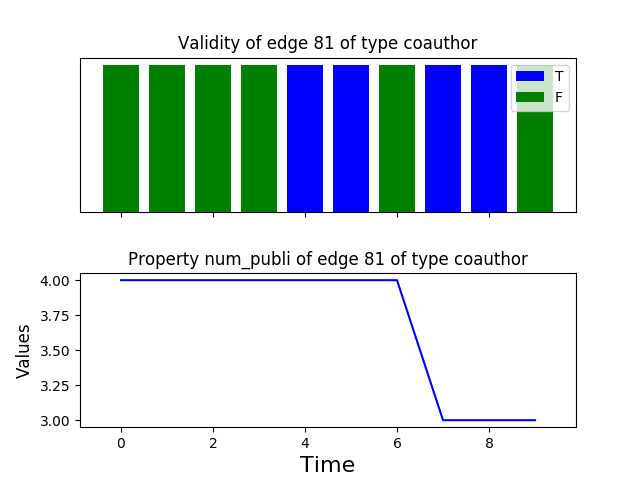 Validity of edge 81 of type coauthor
T
F
Property num_publi of edge 81 of type coauthor
4.00
3.75
3.50
3.25
3.00
Values
0 2 4 6 8
Time